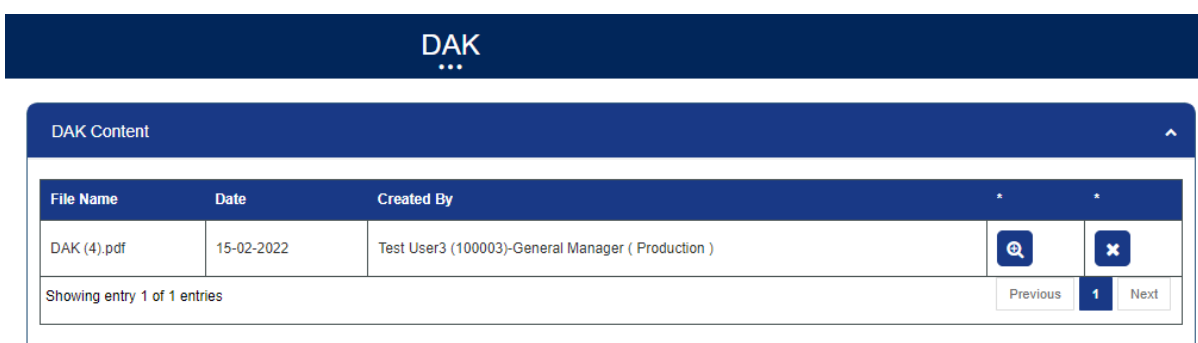 DAK
DAK Content
File Name Date Created By * *
DAK (4).pdf 15-02-2022 Test User3 (100003)-General Manager ( Production )
Showing entry 1 of 1 entries Previous 1 Next